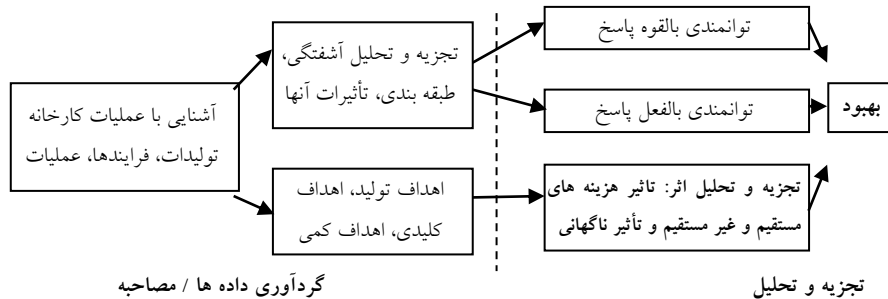 آشنایی با عملیات کارخانه
تولیدات، فرایندها، عملیات
تجزیه و تحلیل آشفتگی،
طبقه بندی، تأثیرات آنها
اهداف تولید، اهداف
کلیدی، اهداف کمی
توانمندی بالقوه پاسخ
توانمندی بالفعل پاسخ
تجزیه و تحلیل اثر: تاثیر هزینه های
مستقیم و غیر مستقیم و تأثیر ناگهانی
بهبود
گردآوری داده ها / مصاحبه
تجزیه و تحلیل